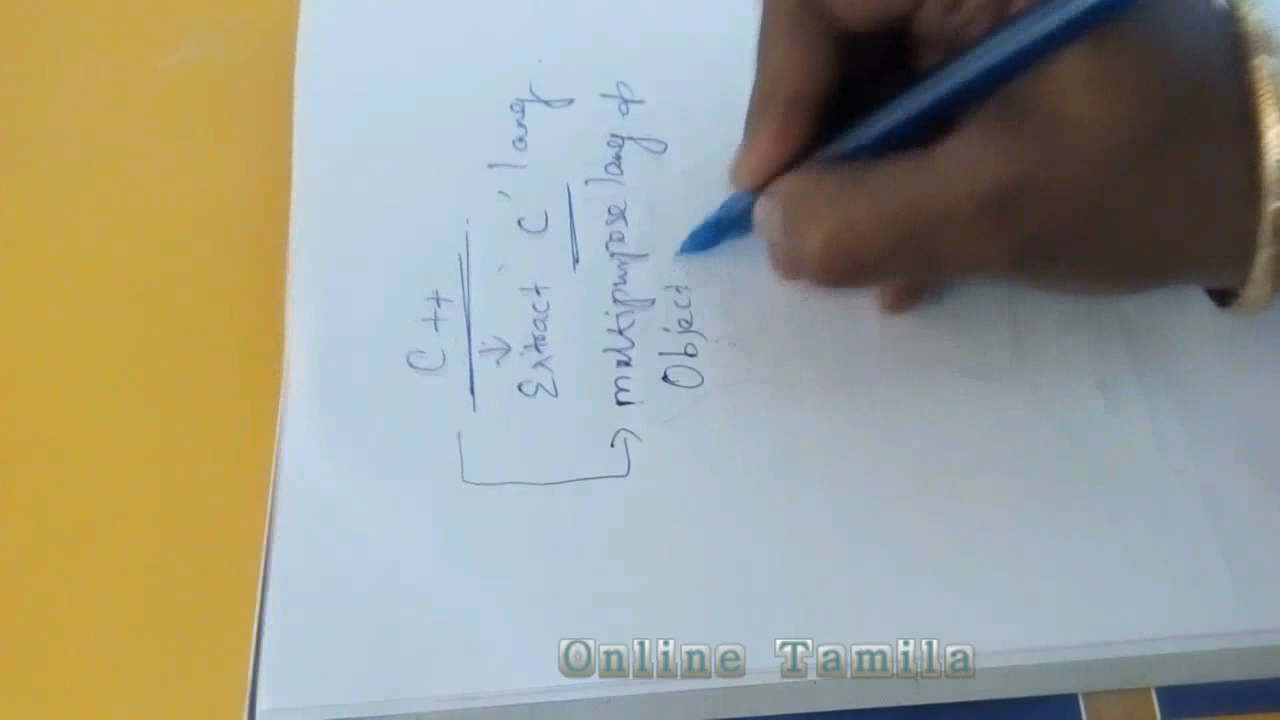 C++
Extract C' lang
multipurpose lang of
Object
Online Tamila